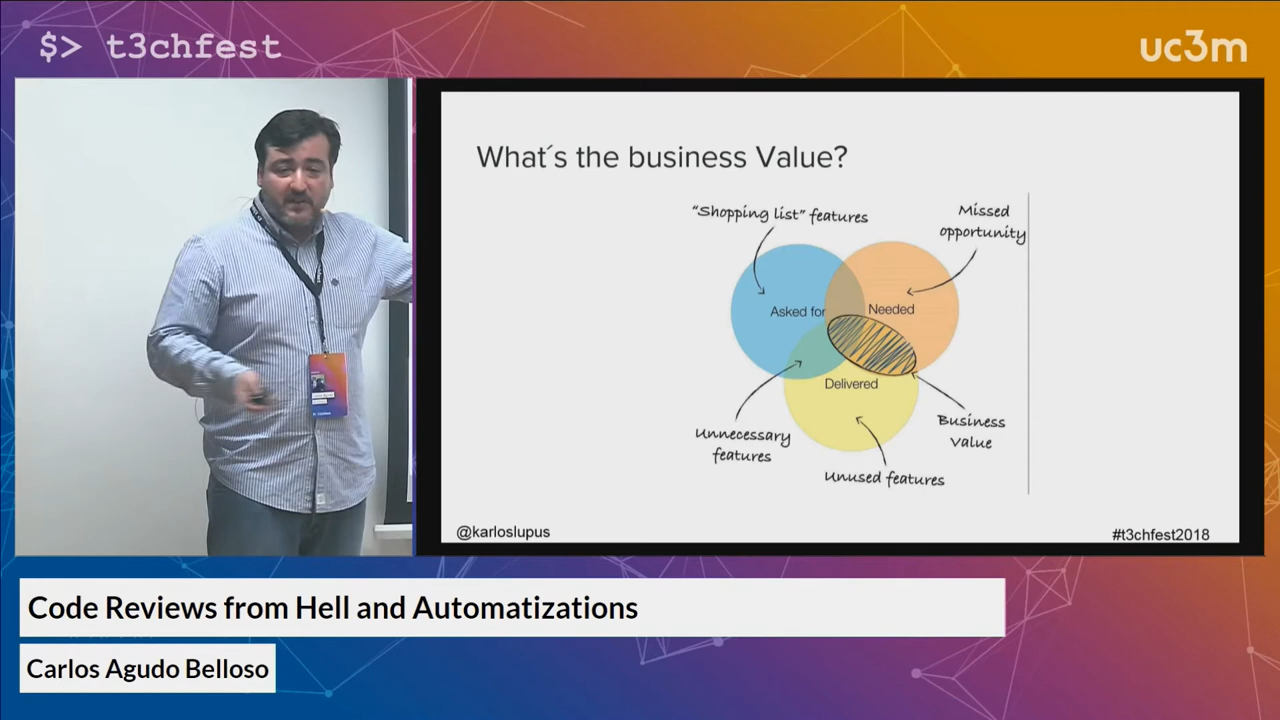 $> t3chfest
uc3m
What´s the business Value?
"Shopping list" features
Missed
opportunity
Asked for
Needed
Delivered
Unnecessary
features
Business
Value
Unused features
@karloslupus
#t3chfest2018
Code Reviews from Hell and Automatizations
Carlos Agudo Belloso